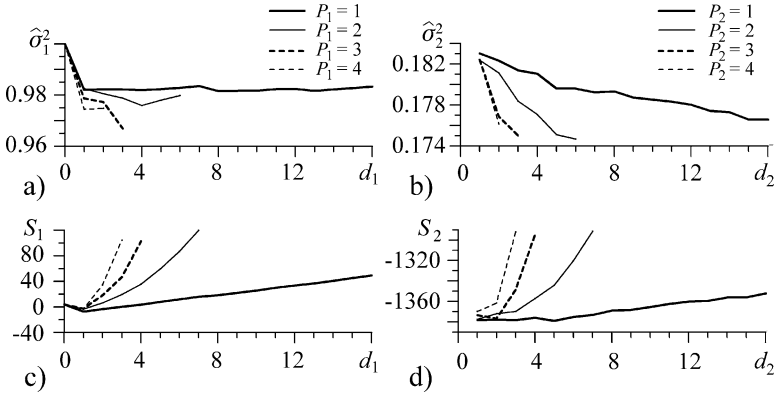 σ̂₁² P₁ = 1
P₁ = 2
P₁ = 3
P₁ = 4
0.98
0.96
0 4 8 12 d₁
a)
σ̂₂² P₂ = 1
P₂ = 2
P₂ = 3
P₂ = 4
0.182
0.178
0.174
0 4 8 12 d₂
b)
S₁
80
40
0
-40
0 4 8 12 d₁
c)
S₂
-1320
-1360
0 4 8 12 d₂
d)